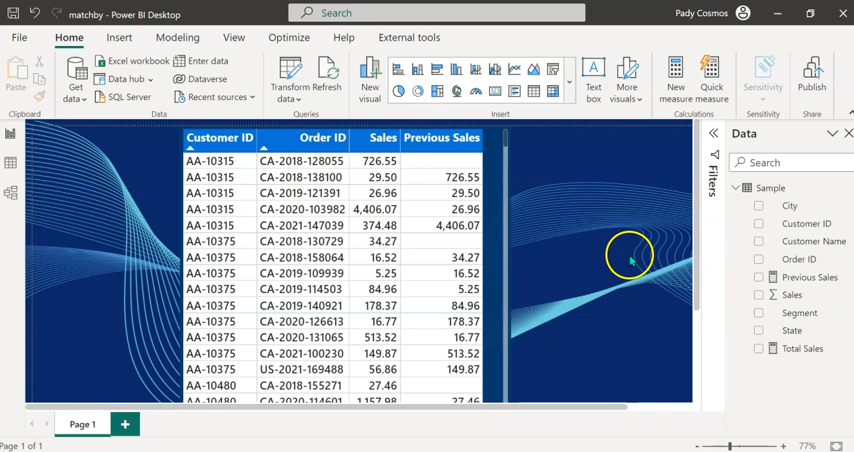 matchby - Power BI Desktop
Search
Pady Cosmos
File Home Insert Modeling View Optimize Help External tools
Paste
Get data
Excel workbook
Data hub
SQL Server
Enter data
Dataverse
Recent sources
Transform data
Refresh
New visual
Text box
More visuals
New measure
Quick measure
Sensitivity
Publish
Clipboard Data Queries Insert Calculations Sensitivity Share
Customer ID Order ID Sales Previous Sales
AA-10315 CA-2018-128055 726.55
AA-10315 CA-2018-138100 29.50 726.55
AA-10315 CA-2019-121391 26.96 29.50
AA-10315 CA-2020-103982 4,406.07 26.96
AA-10315 CA-2021-147039 374.48 4,406.07
AA-10375 CA-2018-130729 34.27
AA-10375 CA-2018-158064 16.52 34.27
AA-10375 CA-2019-109939 5.25 16.52
AA-10375 CA-2019-114503 84.96 5.25
AA-10375 CA-2019-140921 178.37 84.96
AA-10375 CA-2020-126613 16.77 178.37
AA-10375 CA-2020-131065 513.52 16.77
AA-10375 CA-2021-100230 149.87 513.52
AA-10375 US-2021-169488 56.86 149.87
AA-10480 CA-2018-155271 27.46
AA-10480 CA-2020-114601 1,157.98 27.46
Filters
Data
Search
Sample
City
Customer ID
Customer Name
Order ID
Previous Sales
Sales
Segment
State
Total Sales
Page 1
Page 1 of 1
77%